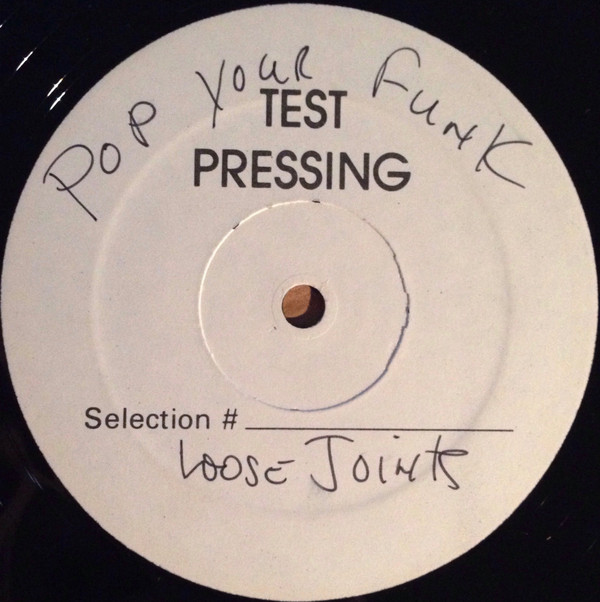 POP YOUR FUNK
TEST
PRESSING
Selection #
LOOSE JOINTS